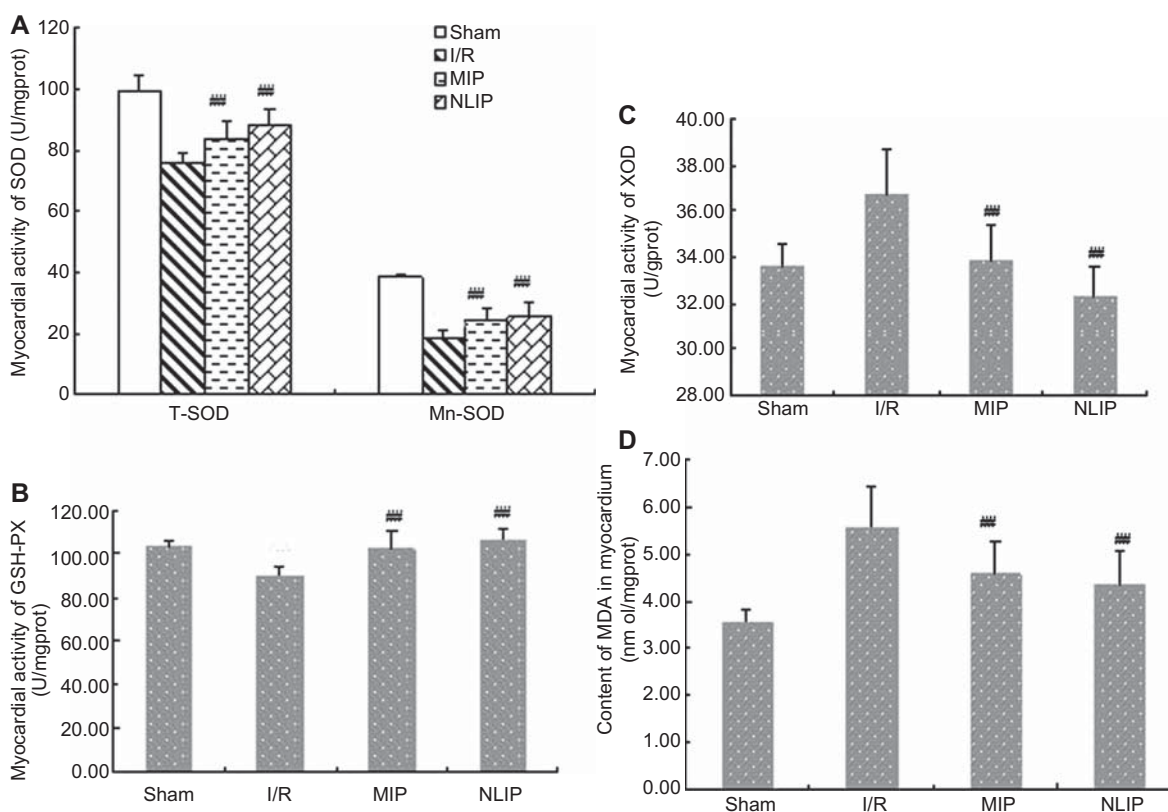 A
Myocardial activity of SOD (U/mgprot)
120
100
80
60
40
20
0
Sham
I/R
MIP
NLIP
##
##
##
##
T-SOD
Mn-SOD
B
Myocardial activity of GSH-PX
(U/mgprot)
120.00
100.00
80.00
60.00
40.00
20.00
0.00
##
##
Sham
I/R
MIP
NLIP
C
Myocardial activity of XOD
(U/gprot)
40.00
38.00
36.00
34.00
32.00
30.00
28.00
##
##
Sham
I/R
MIP
NLIP
D
Content of MDA in myocardium
(nm ol/mgprot)
7.00
6.00
5.00
4.00
3.00
2.00
1.00
0.00
##
##
Sham
I/R
MIP
NLIP